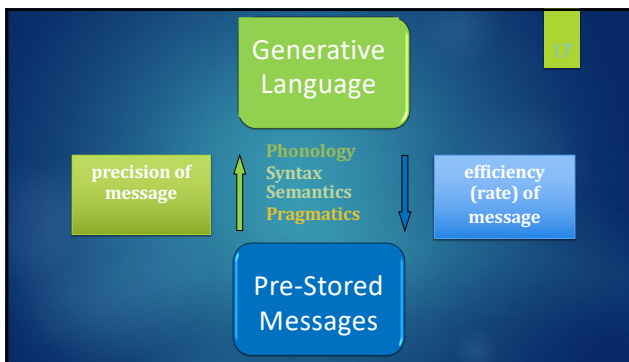 Generative
Language
17
Phonology
Syntax
Semantics
Pragmatics
precision of
message
efficiency
(rate) of
message
Pre-Stored
Messages